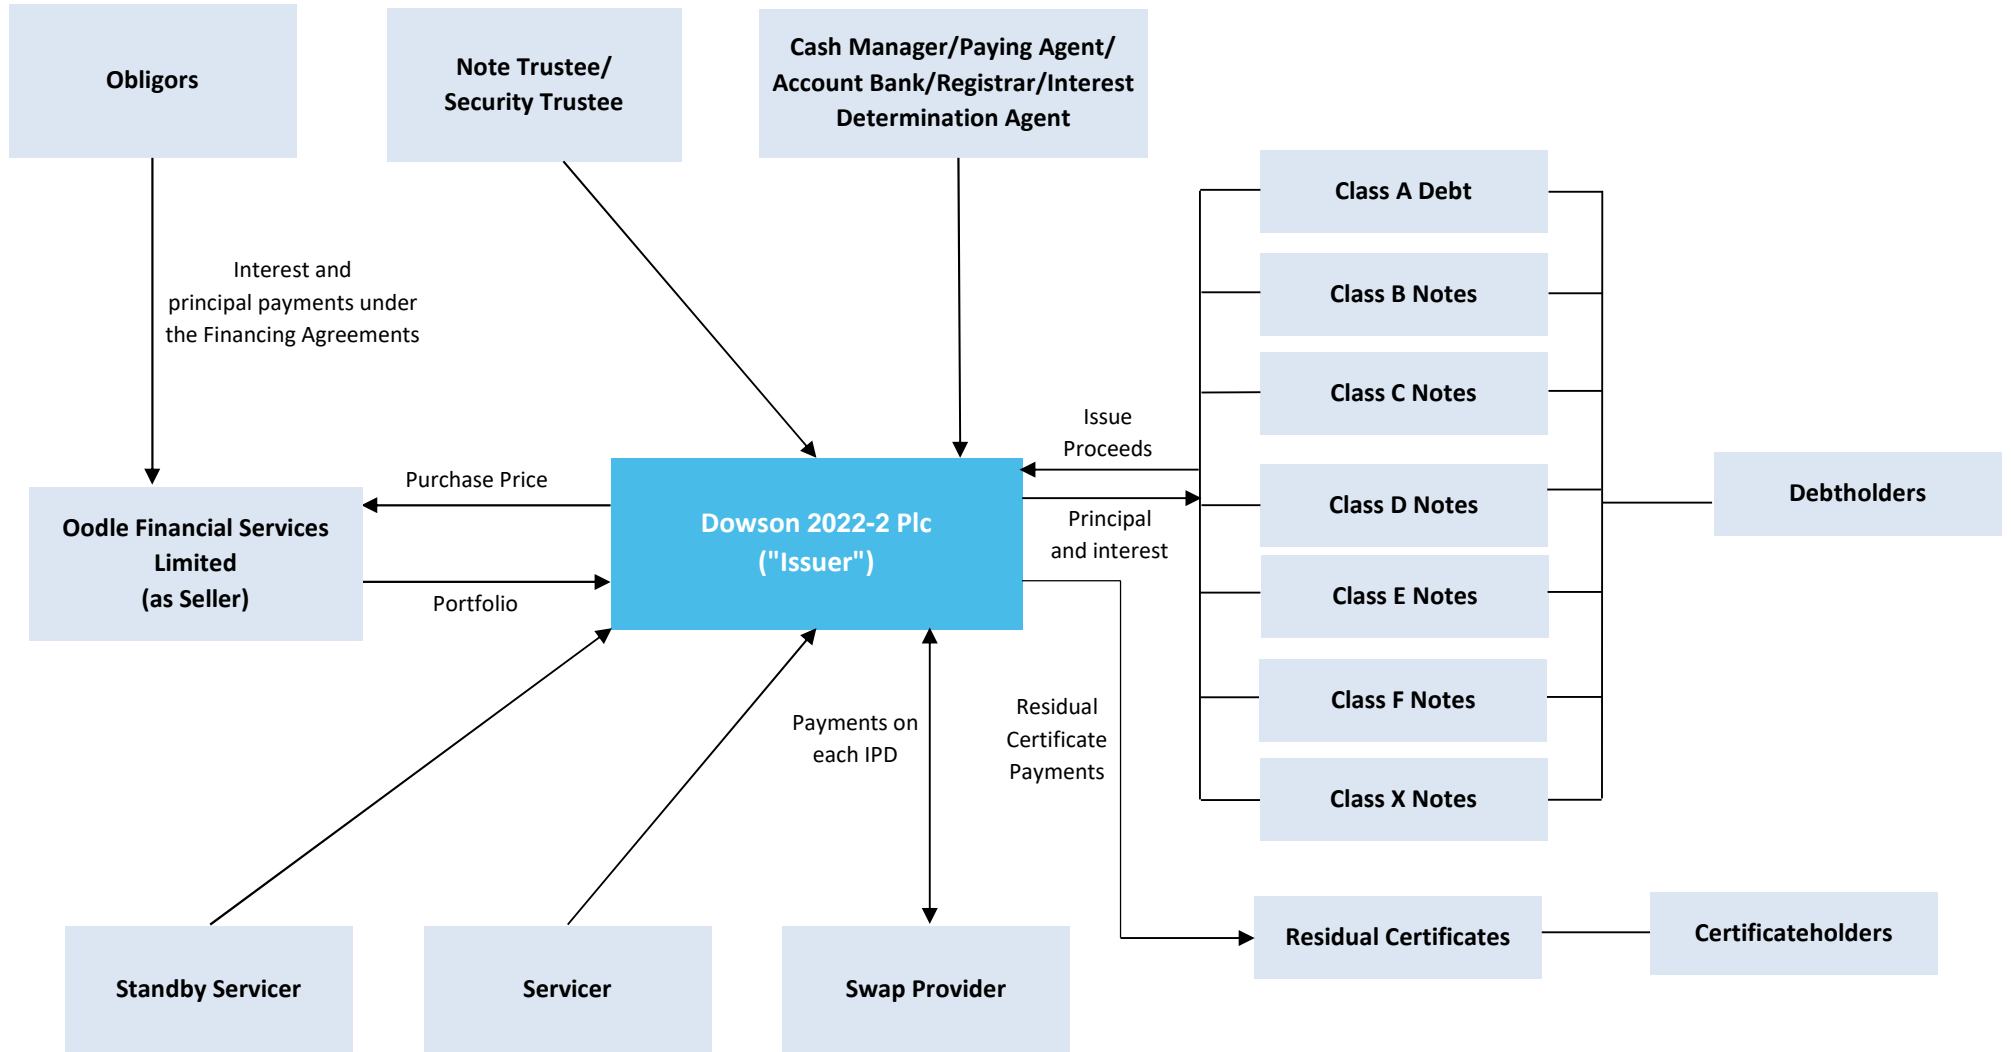 Obligors
Note Trustee/
Security Trustee
Cash Manager/Paying Agent/
Account Bank/Registrar/Interest
Determination Agent
Interest and
principal payments under
the Financing Agreements
Class A Debt
Class B Notes
Class C Notes
Class D Notes
Class E Notes
Class F Notes
Class X Notes
Debtholders
Issue
Proceeds
Principal
and interest
Purchase Price
Portfolio
Oodle Financial Services
Limited
(as Seller)
Dowson 2022-2 Plc
("Issuer")
Payments on
each IPD
Residual
Certificate
Payments
Standby Servicer
Servicer
Swap Provider
Residual Certificates
Certificateholders